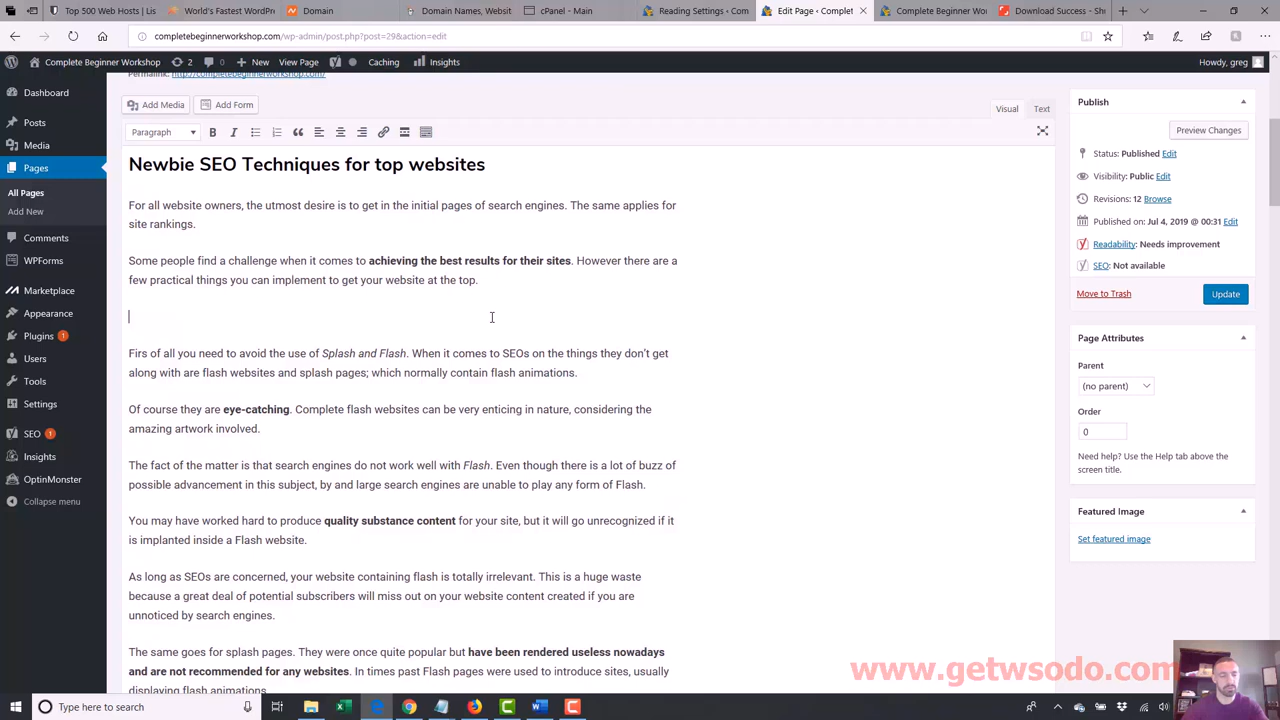 Top 500 Web Hosts I
World's Fastest Wo
Domain
Domain Names, Websit
cPanel - Main
Reading Settings ‹ Com
Edit Page ‹ Complet
Complete Beginner Wo
Download Success - Shu
completebeginnerworkshop.com/wp-admin/post.php?post=29&action=edit
Complete Beginner Workshop
2
0
New
View Page
Caching
Insights
Howdy, greg
Permalink: http://completebeginnerworkshop.com/
Dashboard
Posts
Media
Pages
All Pages
Add New
Comments
WPForms
Marketplace
Appearance
Plugins 1
Users
Tools
Settings
SEO 1
Insights
OptinMonster
Collapse menu
Add Media
Add Form
Visual
Text
Paragraph
Newbie SEO Techniques for top websites
For all website owners, the utmost desire is to get in the initial pages of search engines. The same applies for
site rankings.
Some people find a challenge when it comes to achieving the best results for their sites. However there are a
few practical things you can implement to get your website at the top.
Firs of all you need to avoid the use of Splash and Flash. When it comes to SEOs on the things they don't get
along with are flash websites and splash pages; which normally contain flash animations.
Of course they are eye-catching. Complete flash websites can be very enticing in nature, considering the
amazing artwork involved.
The fact of the matter is that search engines do not work well with Flash. Even though there is a lot of buzz of
possible advancement in this subject, by and large search engines are unable to play any form of Flash.
You may have worked hard to produce quality substance content for your site, but it will go unrecognized if it
is implanted inside a Flash website.
As long as SEOs are concerned, your website containing flash is totally irrelevant. This is a huge waste
because a great deal of potential subscribers will miss out on your website content created if you are
unnoticed by search engines.
The same goes for splash pages. They were once quite popular but have been rendered useless nowadays
and are not recommended for any websites. In times past Flash pages were used to introduce sites, usually
displaying flash animations.
Publish
Preview Changes
Status: Published Edit
Visibility: Public Edit
Revisions: 12 Browse
Published on: Jul 4, 2019 @ 00:31 Edit
Readability: Needs improvement
SEO: Not available
Move to Trash
Update
Page Attributes
Parent
(no parent)
Order
0
Need help? Use the Help tab above the
screen title.
Featured Image
Set featured image
www.getwsodo.com
Type here to search